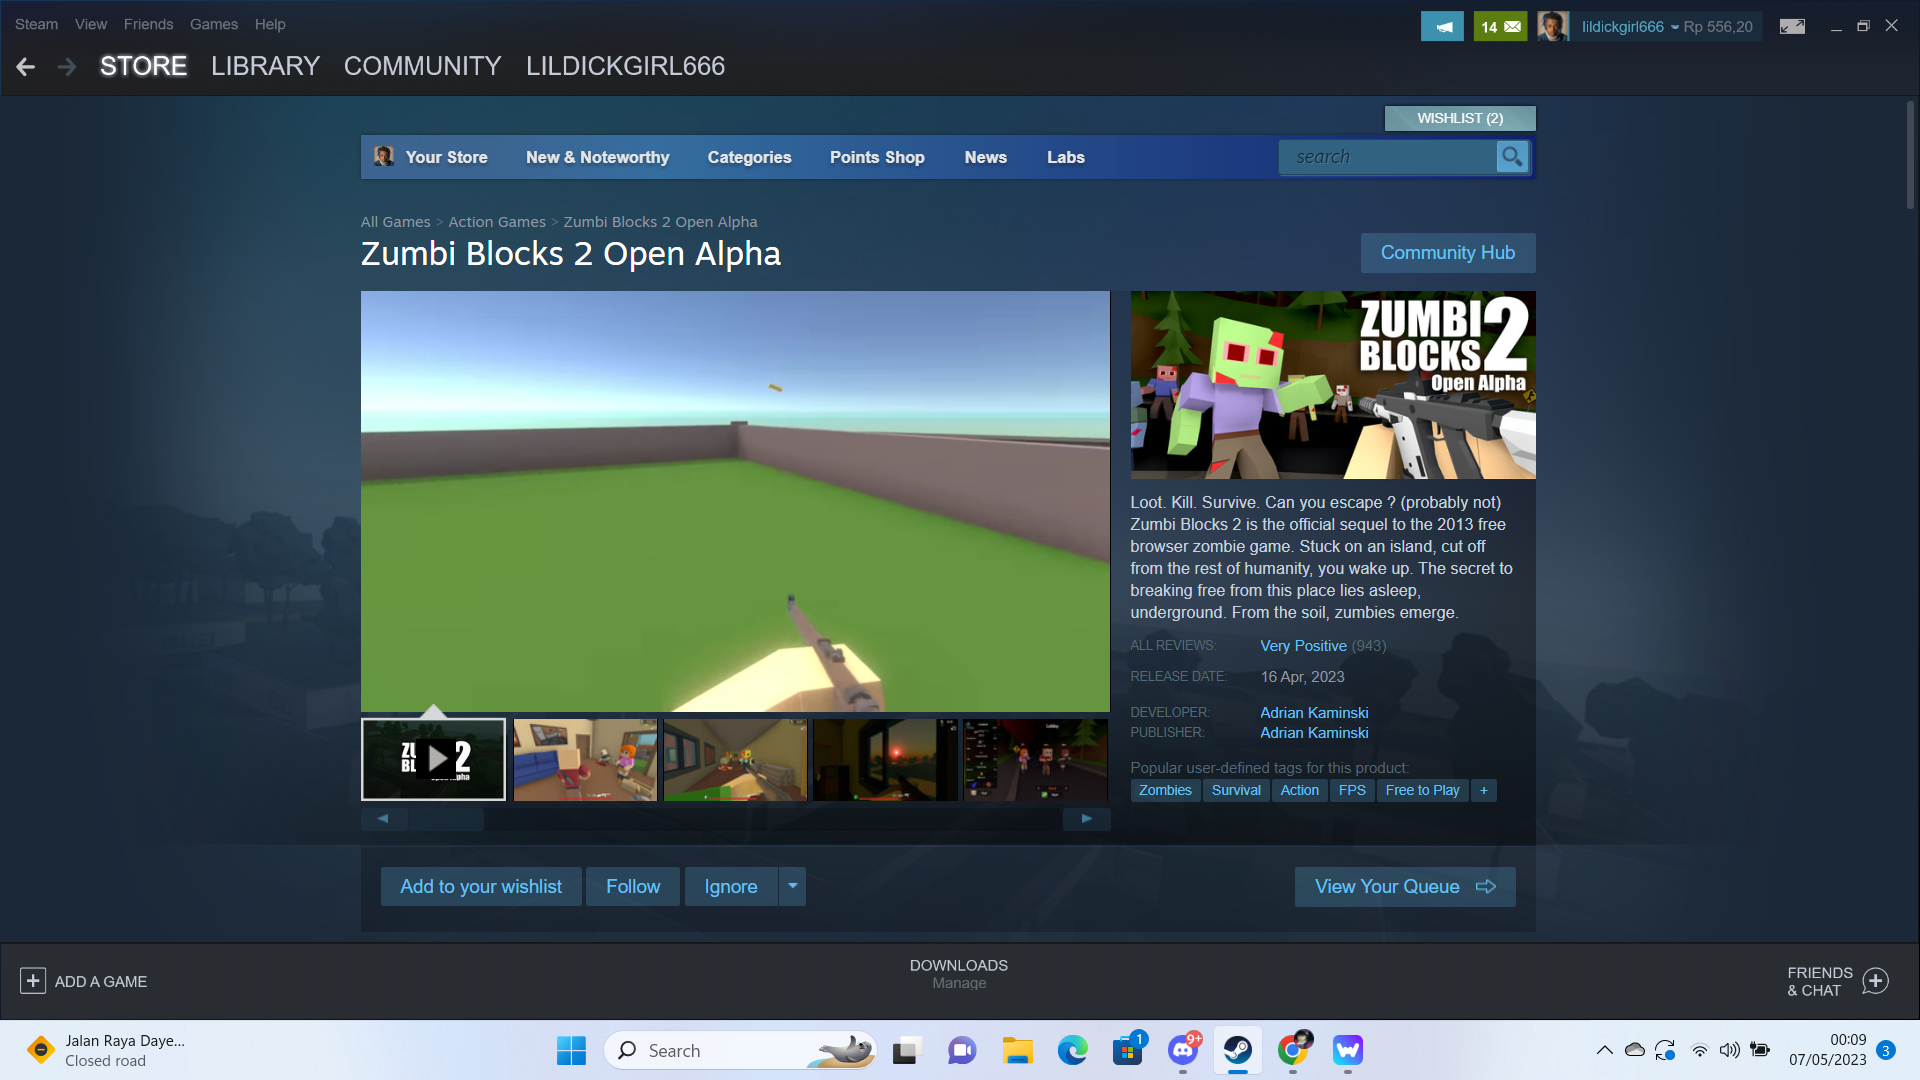 Steam View Friends Games Help
14
lildickgirl666
Rp 556,20
STORE LIBRARY COMMUNITY LILDICKGIRL666
WISHLIST (2)
Your Store New & Noteworthy Categories Points Shop News Labs
search
All Games > Action Games > Zumbi Blocks 2 Open Alpha
Zumbi Blocks 2 Open Alpha
Community Hub
ZUMBI
BLOCKS 2
Open Alpha
Loot. Kill. Survive. Can you escape ? (probably not)
Zumbi Blocks 2 is the official sequel to the 2013 free
browser zombie game. Stuck on an island, cut off
from the rest of humanity, you wake up. The secret to
breaking free from this place lies asleep,
underground. From the soil, zumbies emerge.
ALL REVIEWS: Very Positive (943)
RELEASE DATE: 16 Apr, 2023
DEVELOPER: Adrian Kaminski
PUBLISHER: Adrian Kaminski
Popular user-defined tags for this product:
Zombies Survival Action FPS Free to Play +
Add to your wishlist Follow Ignore
View Your Queue
ADD A GAME
DOWNLOADS
Manage
FRIENDS
& CHAT
Jalan Raya Daye...
Closed road
Search
1
9+
00:09
07/05/2023
3